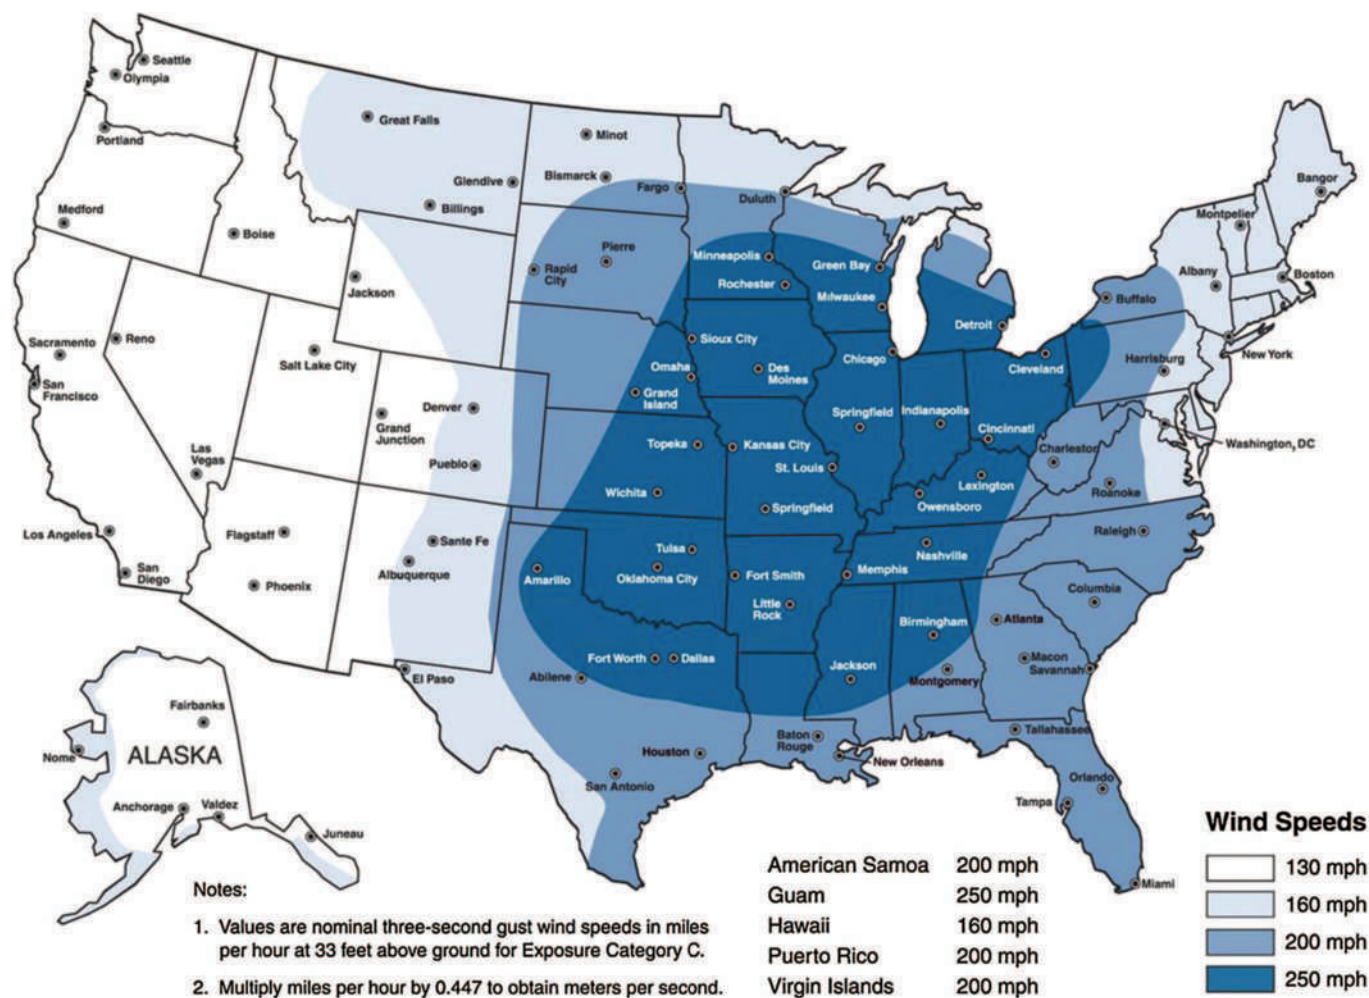 Seattle
Olympia
Portland
Medford
Boise
Great Falls
Glendive
Billings
Minot
Bismarck
Fargo
Duluth
Bangor
Montpelier
Albany
Boston
Buffalo
Jackson
Rapid
City
Pierre
Minneapolis
Rochester
Green Bay
Milwaukee
Detroit
Sacramento
Reno
San
Francisco
Salt Lake City
Sioux City
Omaha
Grand
Island
Des
Moines
Chicago
Cleveland
Harrisburg
New York
Denver
Grand
Junction
Pueblo
Las
Vegas
Topeka
Kansas City
Springfield
Indianapolis
Cincinnati
St. Louis
Charleston
Washington, DC
Wichita
Springfield
Owensboro
Lexington
Roanoke
Raleigh
Los Angeles
San
Diego
Flagstaff
Phoenix
Sante Fe
Albuquerque
Amarillo
Tulsa
Oklahoma City
Fort Smith
Little
Rock
Memphis
Nashville
Columbia
Birmingham
Atlanta
Macon
Savannah
El Paso
Abilene
Fort Worth
Dallas
Jackson
Montgomery
Houston
San Antonio
Baton
Rouge
New Orleans
Tallahassee
Orlando
Tampa
Miami
Fairbanks
Nome
ALASKA
Anchorage
Valdez
Juneau
Notes:
1. Values are nominal three-second gust wind speeds in miles
per hour at 33 feet above ground for Exposure Category C.
2. Multiply miles per hour by 0.447 to obtain meters per second.
American Samoa 200 mph
Guam 250 mph
Hawaii 160 mph
Puerto Rico 200 mph
Virgin Islands 200 mph
Wind Speeds
130 mph
160 mph
200 mph
250 mph